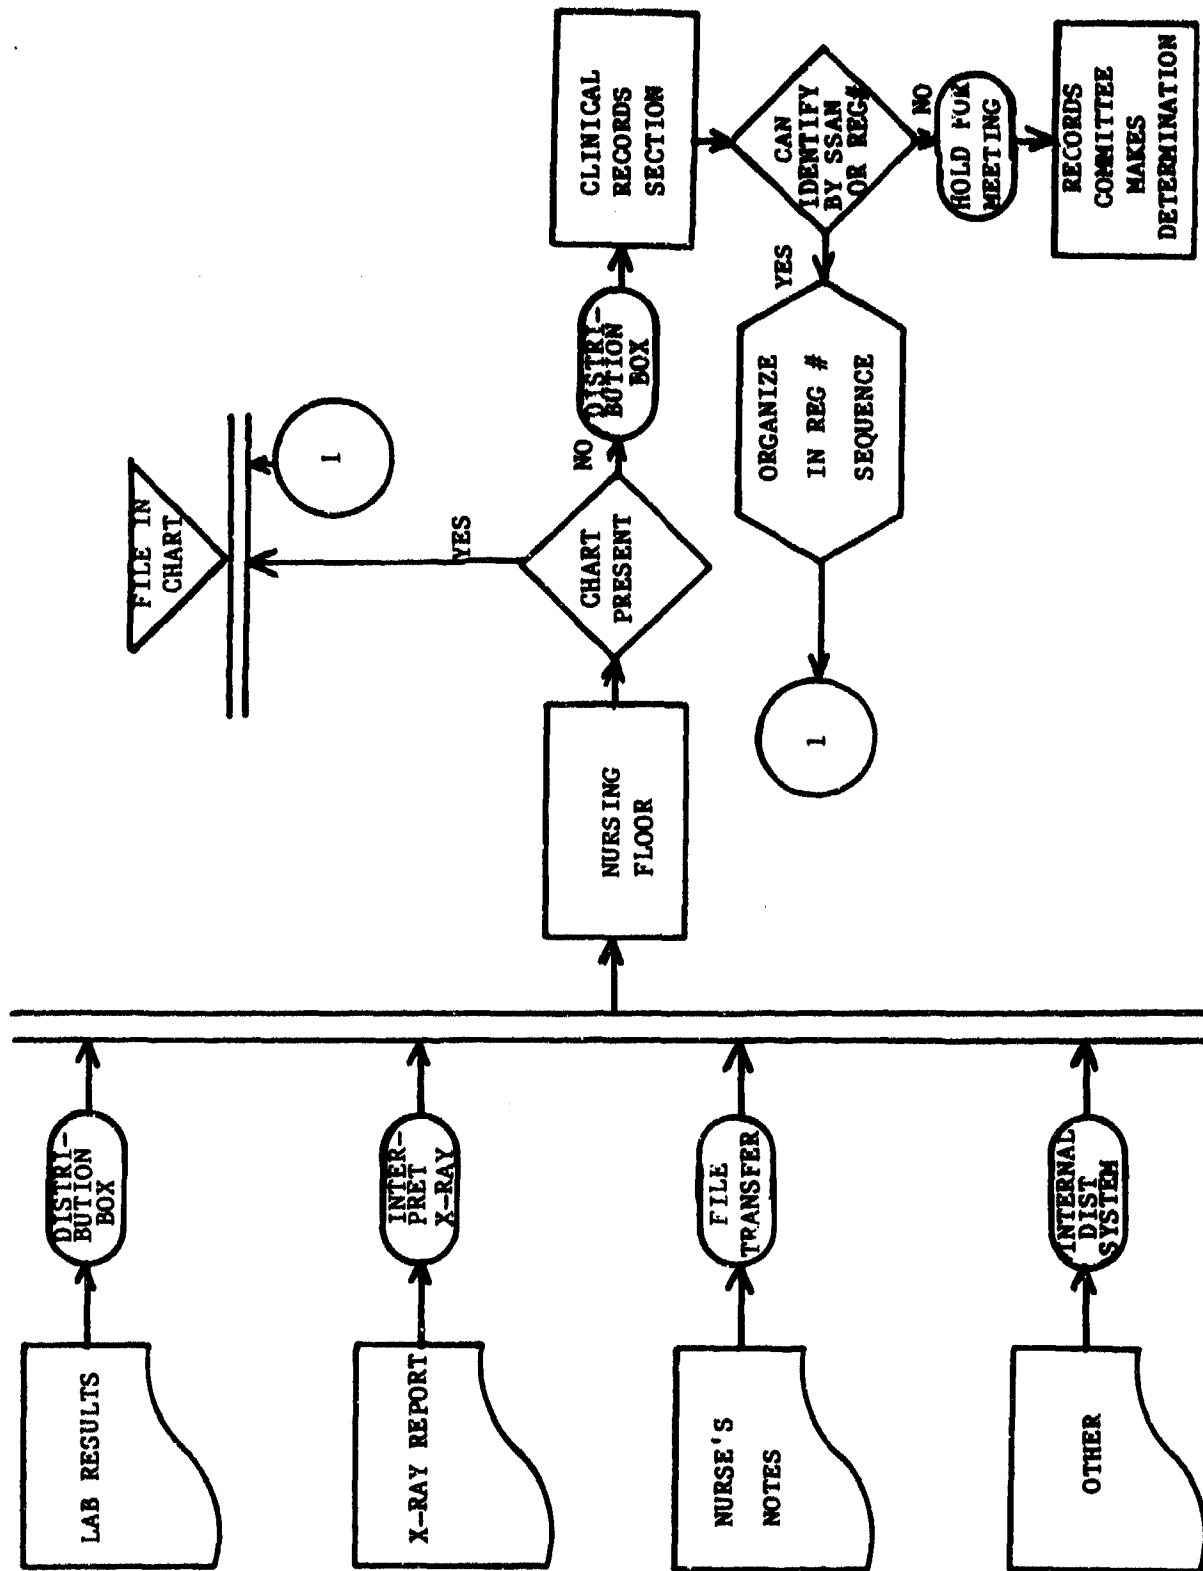 LAB RESULTS
DISTRI-
BUTION
BOX
X-RAY REPORT
INTER-
PRET
X-RAY
NURSE'S
NOTES
FILE
TRANSFER
OTHER
INTERNAL
DIST
SYSTEM
NURSING
FLOOR
CHART
PRESENT
YES
FILE IN
CHART
1
NO
DISTRI-
BUTION
BOX
CLINICAL
RECORDS
SECTION
CAN
IDENTIFY
BY SSAN
OR REG#
YES
ORGANIZE
IN REG #
SEQUENCE
1
NO
HOLD FOR
MEETING
RECORDS
COMMITTEE
MAKES
DETERMINATION